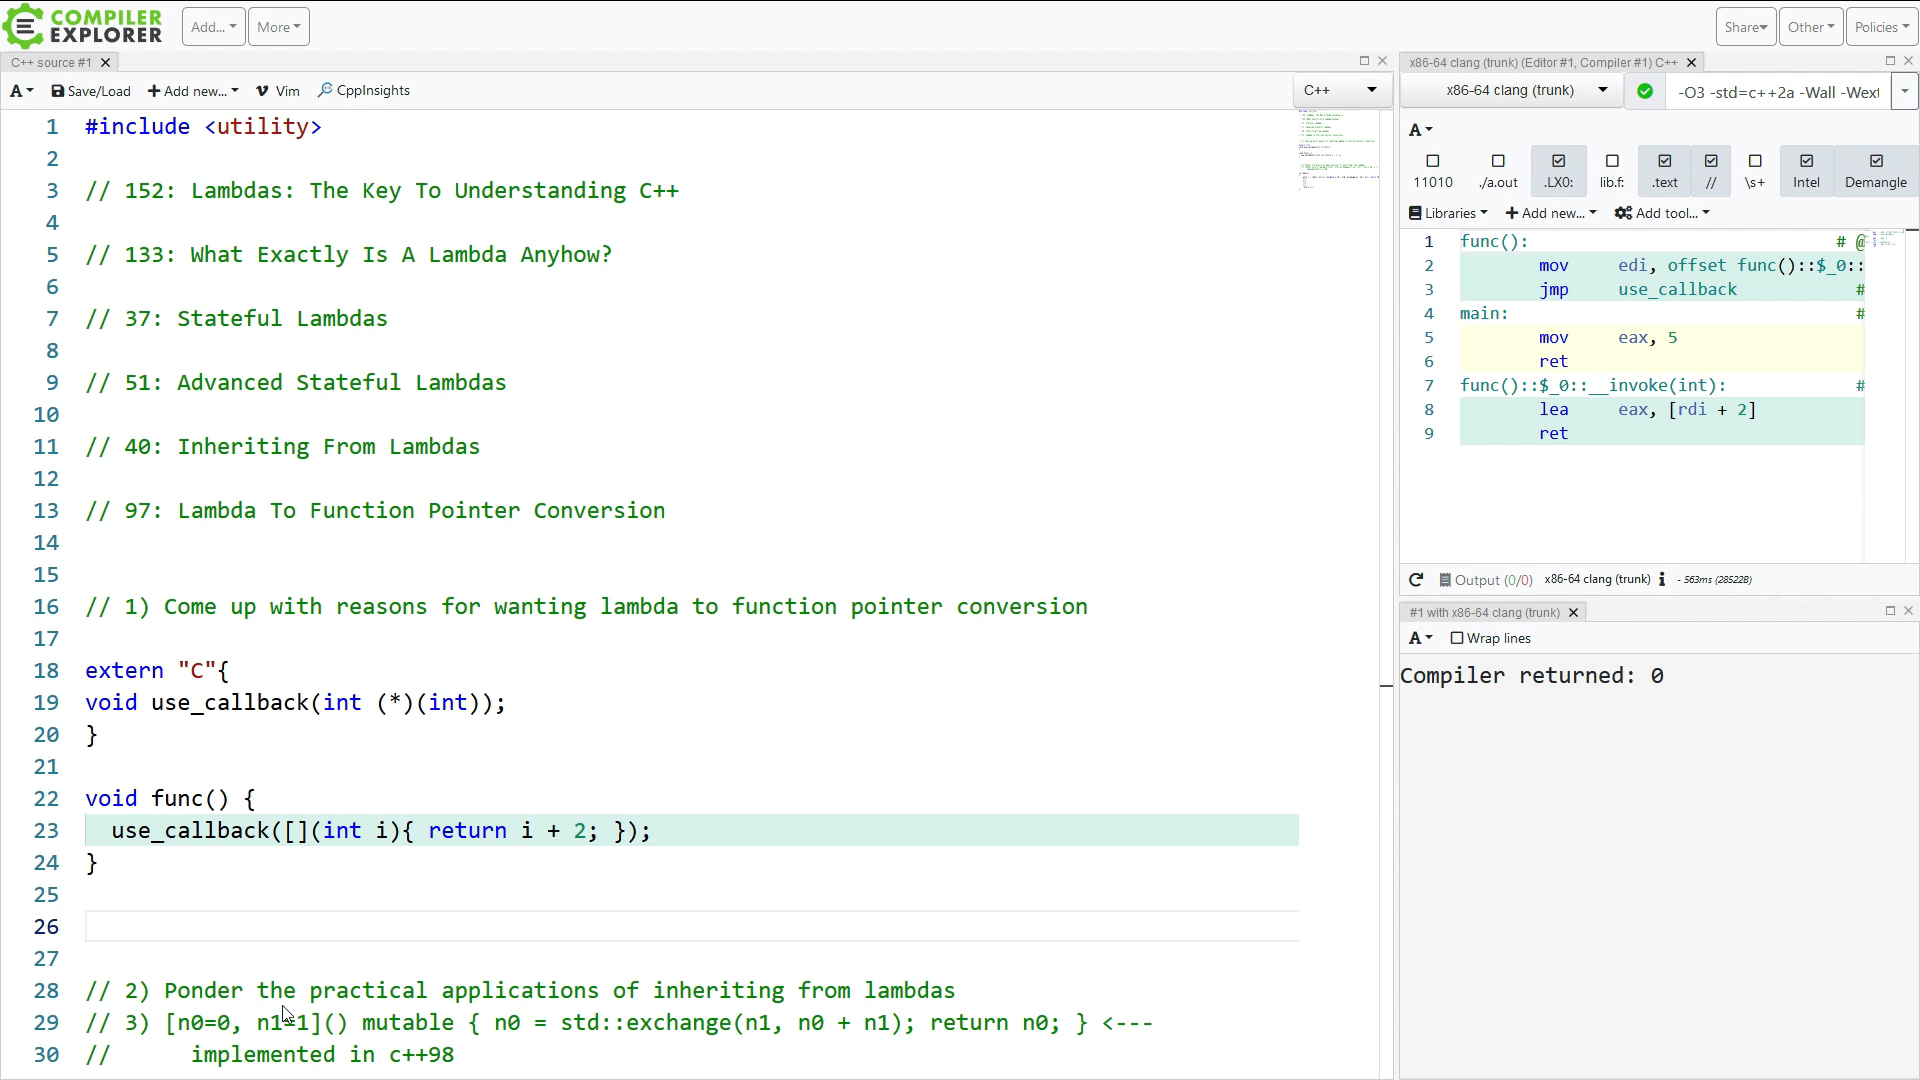 COMPILER
EXPLORER
Add...
More
Share
Other
Policies
C++ source #1
A
Save/Load
Add new...
Vim
CppInsights
C++
1 #include <utility>
2
3 // 152: Lambdas: The Key To Understanding C++
4
5 // 133: What Exactly Is A Lambda Anyhow?
6
7 // 37: Stateful Lambdas
8
9 // 51: Advanced Stateful Lambdas
10
11 // 40: Inheriting From Lambdas
12
13 // 97: Lambda To Function Pointer Conversion
14
15
16 // 1) Come up with reasons for wanting lambda to function pointer conversion
17
18 extern "C"{
19 void use_callback(int (*)(int));
20 }
21
22 void func() {
23 use_callback([](int i){ return i + 2; });
24 }
25
26
27
28 // 2) Ponder the practical applications of inheriting from lambdas
29 // 3) [n0=0, n1=1]() mutable { n0 = std::exchange(n1, n0 + n1); return n0; } <---
30 // implemented in c++98
x86-64 clang (trunk) (Editor #1, Compiler #1) C++
x86-64 clang (trunk)
-O3 -std=c++2a -Wall -Wext
A
11010
./a.out
.LX0:
lib.f:
.text
//
\s+
Intel
Demangle
Libraries
Add new...
Add tool...
1 func(): # @
2 mov edi, offset func()::$_0::
3 jmp use_callback #
4 main: #
5 mov eax, 5
6 ret
7 func()::$_0::__invoke(int): #
8 lea eax, [rdi + 2]
9 ret
Output (0/0) x86-64 clang (trunk) i - 563ms (28522B)
#1 with x86-64 clang (trunk)
A
Wrap lines
Compiler returned: 0